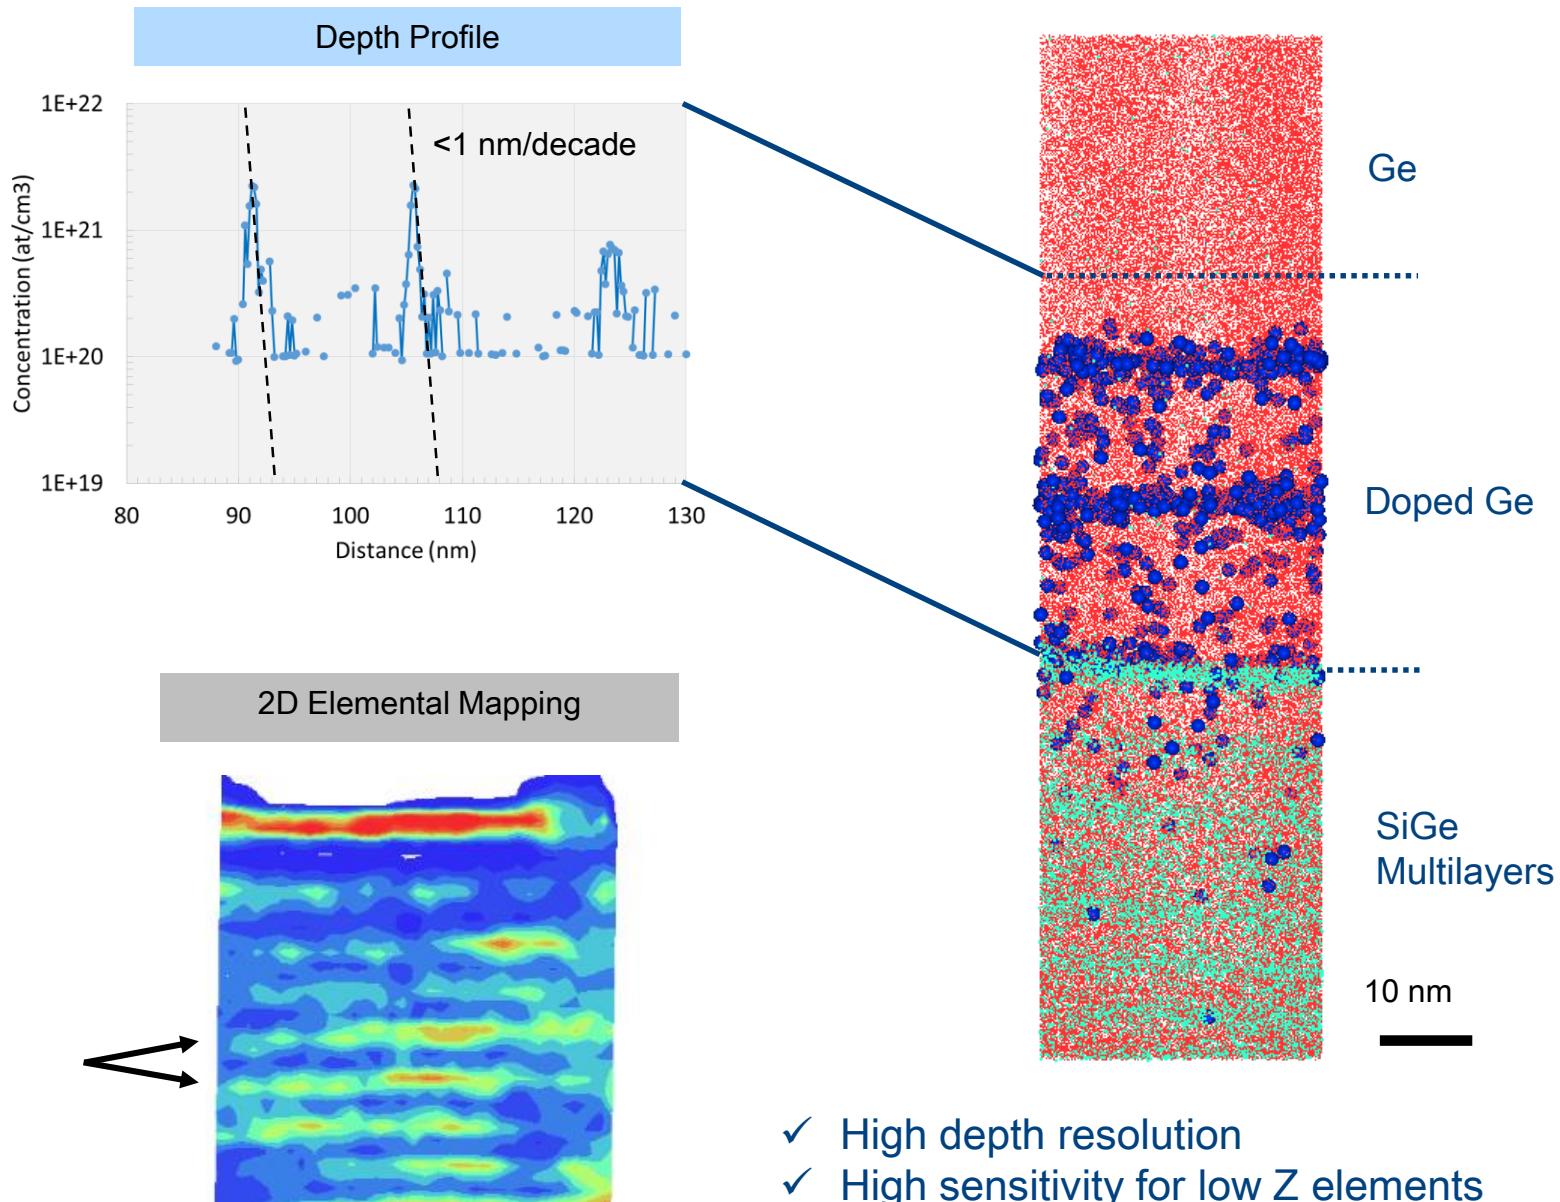 Depth Profile
1E+22
1E+21
1E+20
1E+19
Concentration (at/cm3)
<1 nm/decade
80 90 100 110 120 130
Distance (nm)
Ge
Doped Ge
SiGe
Multilayers
10 nm
2D Elemental Mapping
✓ High depth resolution
✓ High sensitivity for low Z elements